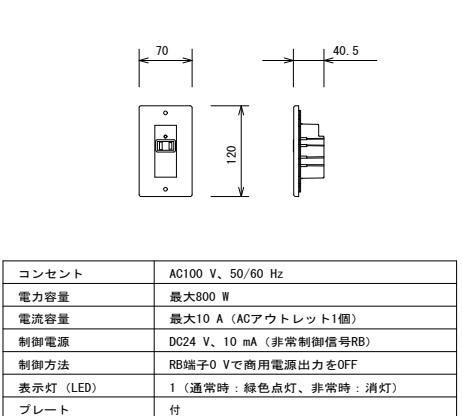 70
40.5
120
コンセント AC100 V、50/60 Hz
電力容量 最大800 W
電流容量 最大10 A（ACアウトレット1個）
制御電源 DC24 V、10 mA（非常制御信号RB）
制御方法 RB端子0 Vで商用電源出力をOFF
表示灯（LED） 1（通常時：緑色点灯、非常時：消灯）
プレート 付